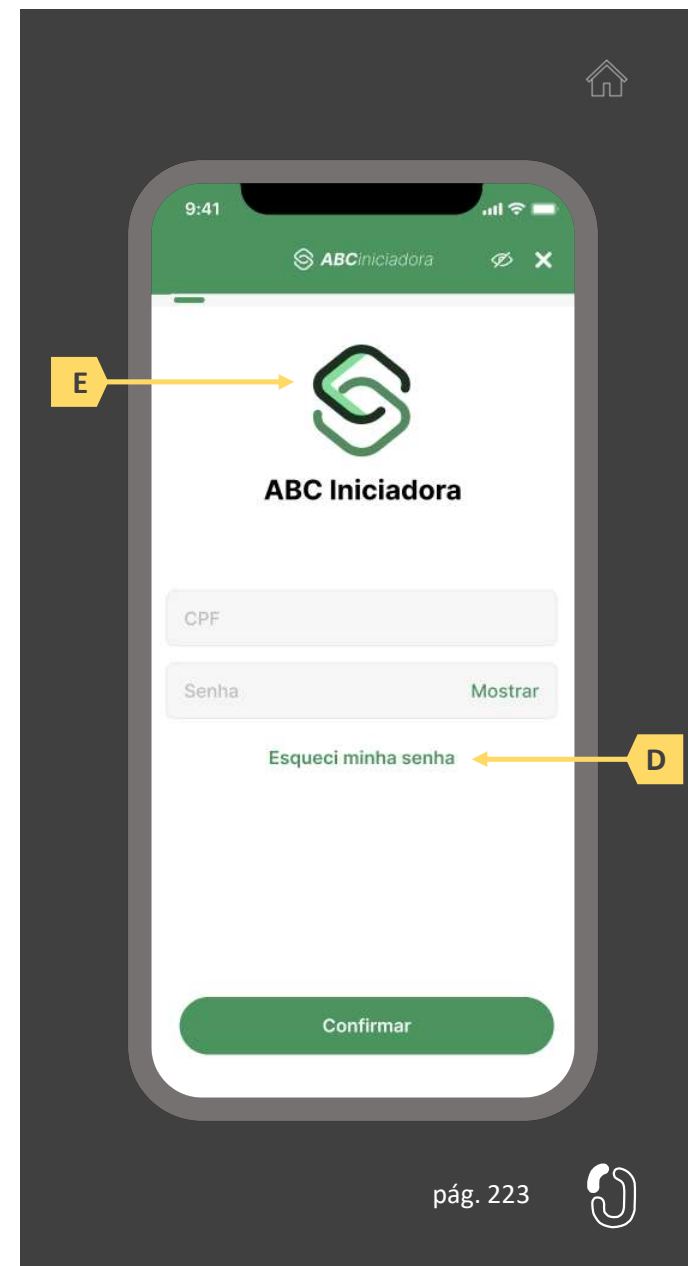 9:41
ABCiniciadora
E
ABC Iniciadora
CPF
Senha Mostrar
Esqueci minha senha
D
Confirmar
pág. 223